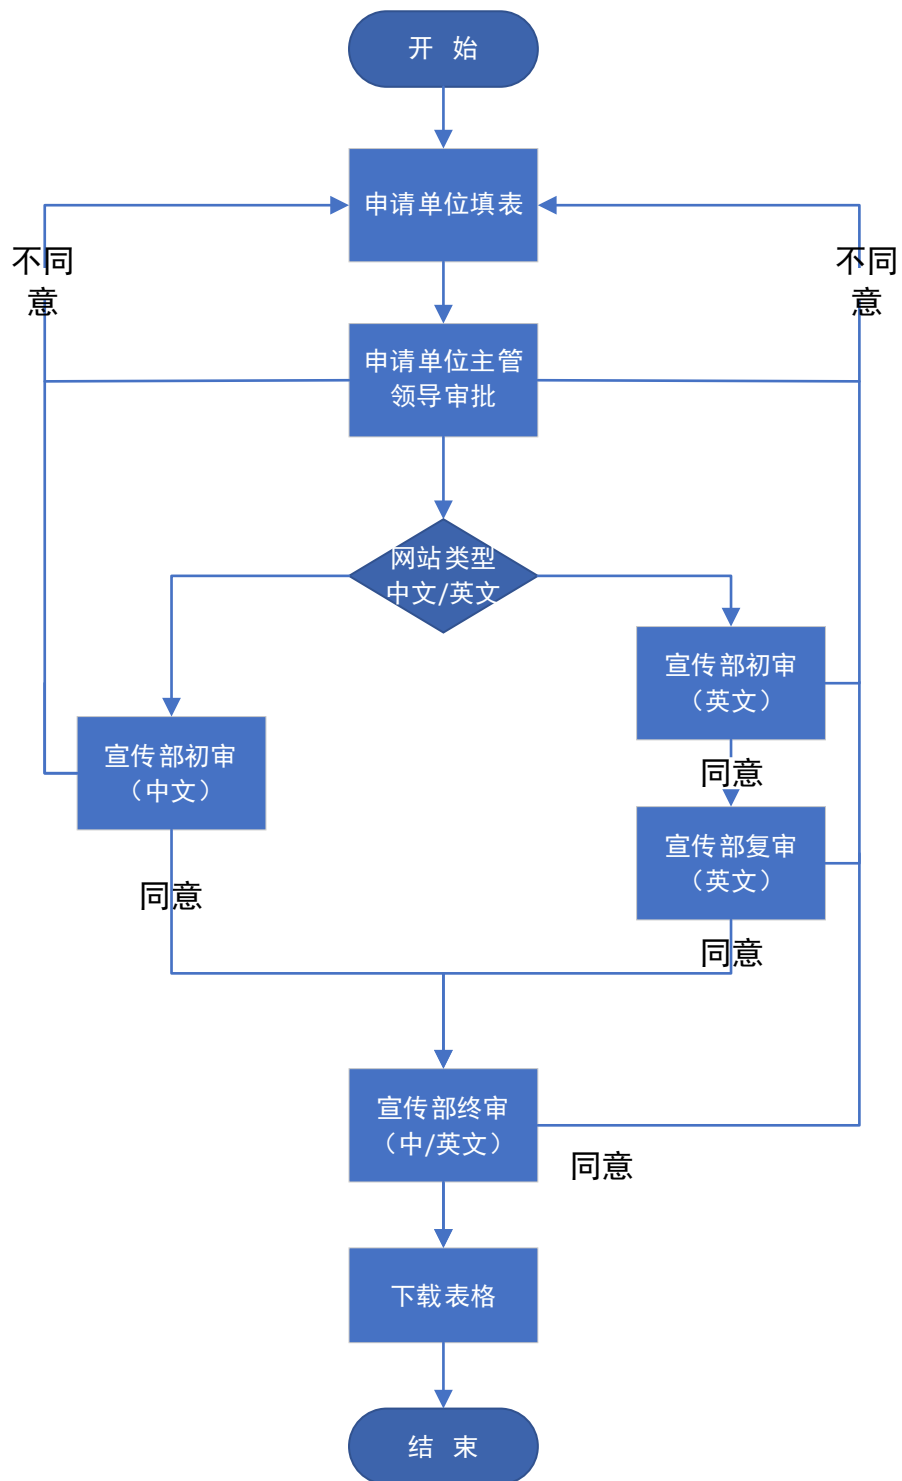 开 始
申请单位填表
不同
意
不同
意
申请单位主管
领导审批
网站类型
中文/英文
宣传部初审
（英文）
宣传部初审
（中文）
同意
宣传部复审
（英文）
同意
同意
宣传部终审
（中/英文）
同意
下载表格
结 束